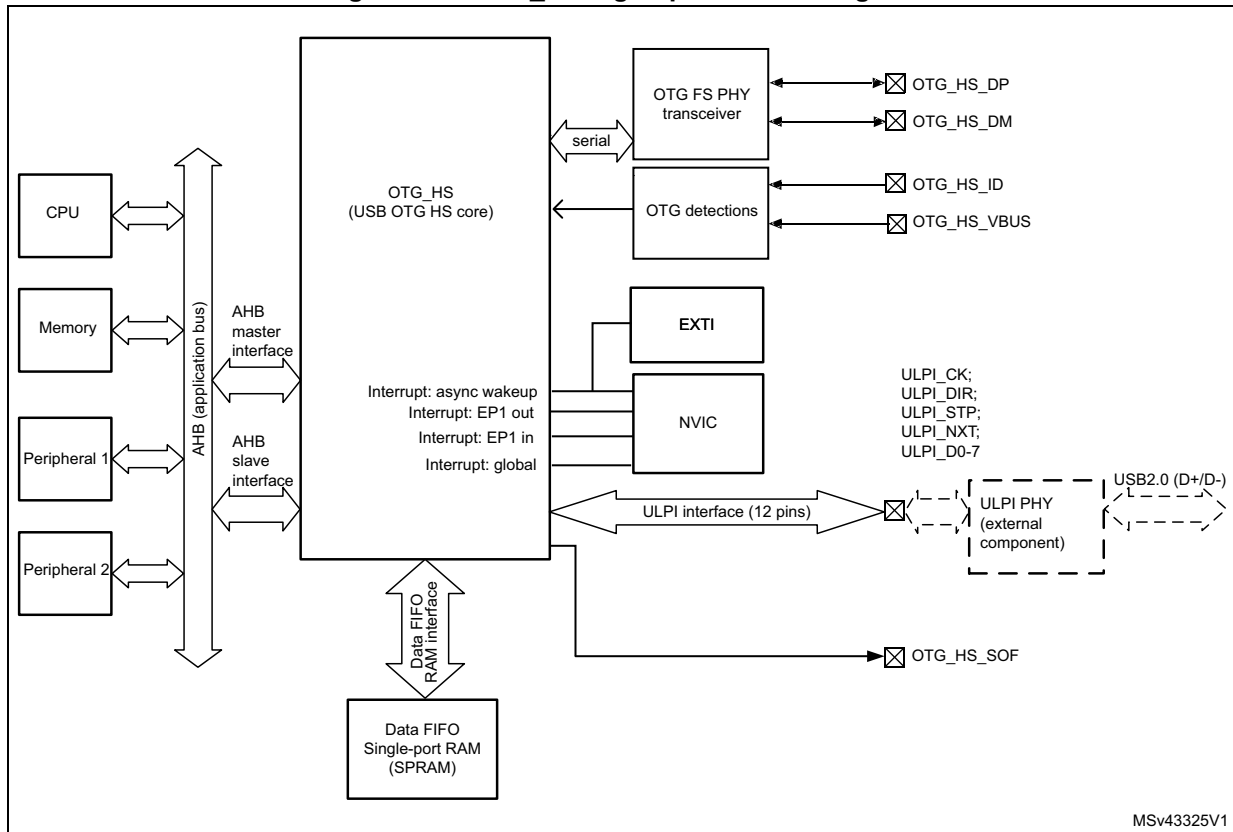 OTG FS PHY
transceiver
OTG_HS_DP
OTG_HS_DM
serial
OTG_HS
(USB OTG HS core)
OTG detections
OTG_HS_ID
OTG_HS_VBUS
CPU
Memory
Peripheral 1
Peripheral 2
AHB (application bus)
AHB
master
interface
AHB
slave
interface
EXTI
Interrupt: async wakeup
Interrupt: EP1 out
Interrupt: EP1 in
Interrupt: global
NVIC
ULPI_CK;
ULPI_DIR;
ULPI_STP;
ULPI_NXT;
ULPI_D0-7
ULPI interface (12 pins)
ULPI PHY
(external
component)
USB2.0 (D+/D-)
Data FIFO
RAM interface
OTG_HS_SOF
Data FIFO
Single-port RAM
(SPRAM)
MSv43325V1